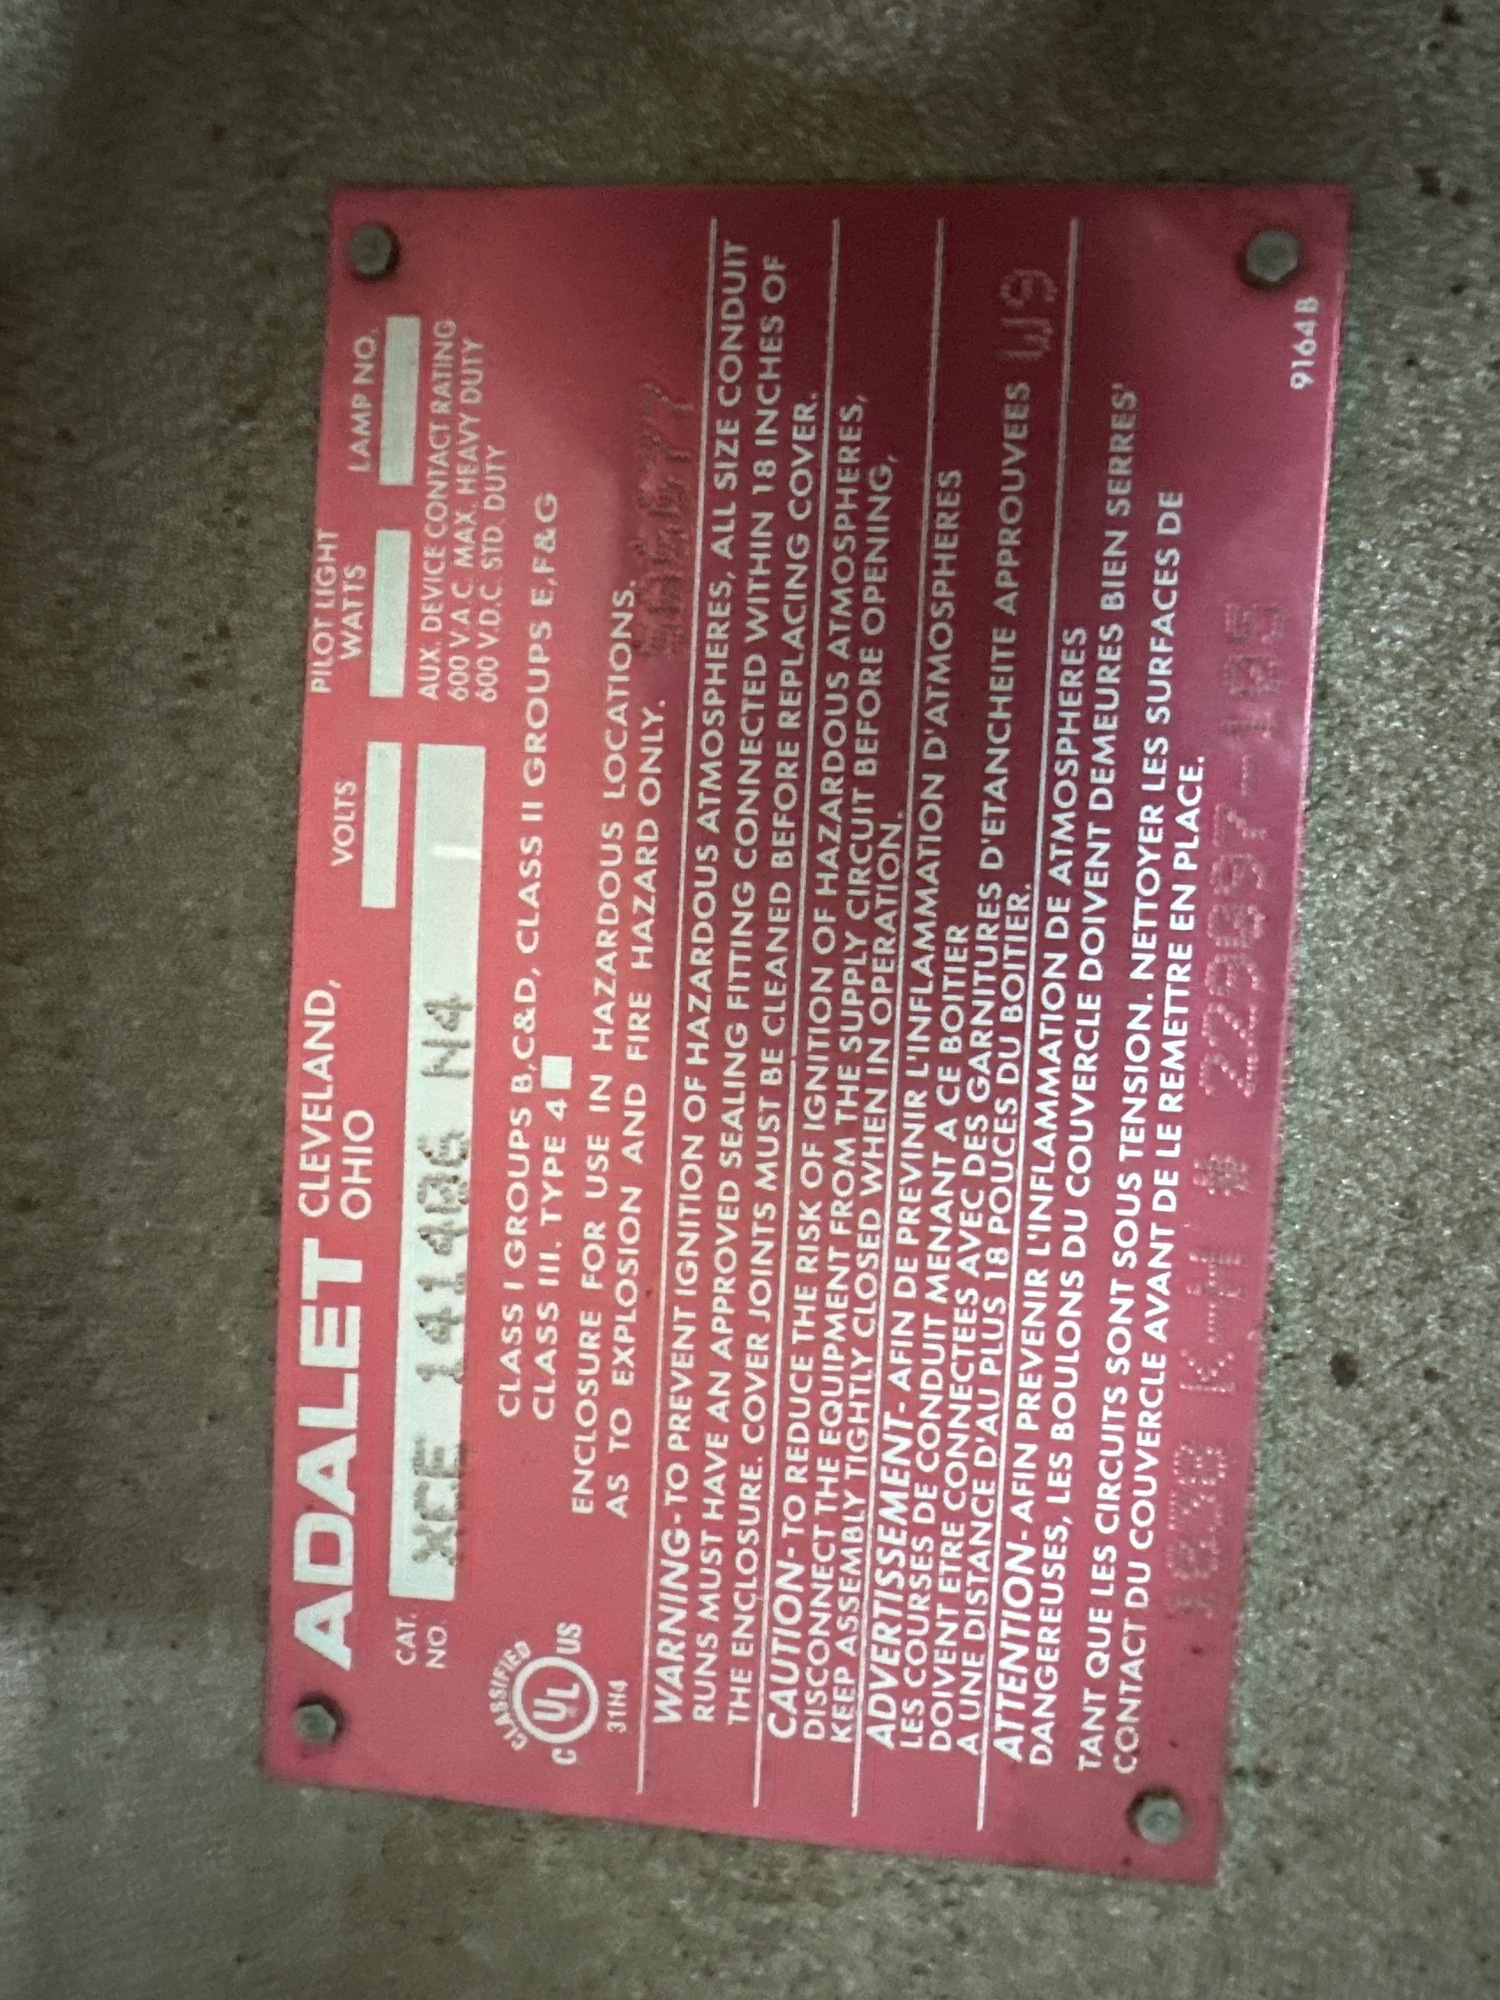 ADALET CLEVELAND,
OHIO
VOLTS
PILOT LIGHT
WATTS
LAMP NO.
CAT.
NO.
XCE 141406 N4
AUX. DEVICE CONTACT RATING
600 V.A.C. MAX. HEAVY DUTY
600 V.D.C. STD. DUTY
CLASSIFIED
C UL US
31H4
CLASS I GROUPS B,C&D, CLASS II GROUPS E,F&G
CLASS III. TYPE 4
ENCLOSURE FOR USE IN HAZARDOUS LOCATIONS.
AS TO EXPLOSION AND FIRE HAZARD ONLY.
WARNING- TO PREVENT IGNITION OF HAZARDOUS ATMOSPHERES, ALL SIZE CONDUIT
RUNS MUST HAVE AN APPROVED SEALING FITTING CONNECTED WITHIN 18 INCHES OF
THE ENCLOSURE. COVER JOINTS MUST BE CLEANED BEFORE REPLACING COVER.
CAUTION- TO REDUCE THE RISK OF IGNITION OF HAZARDOUS ATMOSPHERES,
DISCONNECT THE EQUIPMENT FROM THE SUPPLY CIRCUIT BEFORE OPENING,
KEEP ASSEMBLY TIGHTLY CLOSED WHEN IN OPERATION.
ADVERTISSEMENT- AFIN DE PREVINIR L'INFLAMMATION D'ATMOSPHERES
LES COURSES DE CONDUIT MENANT A CE BOITIER
DOIVENT ETRE CONNECTEES AVEC DES GARNITURES D'ETANCHEITE APPROUVEES
A UNE DISTANCE D'AU PLUS 18 POUCES DU BOITIER.
ATTENTION- AFIN PREVENIR L'INFLAMMATION DE ATMOSPHERES
DANGEREUSES, LES BOULONS DU COUVERCLE DOIVENT DEMEURES BIEN SERRES'
TANT QUE LES CIRCUITS SONT SOUS TENSION. NETTOYER LES SURFACES DE
CONTACT DU COUVERCLE AVANT DE LE REMETTRE EN PLACE.
9164B